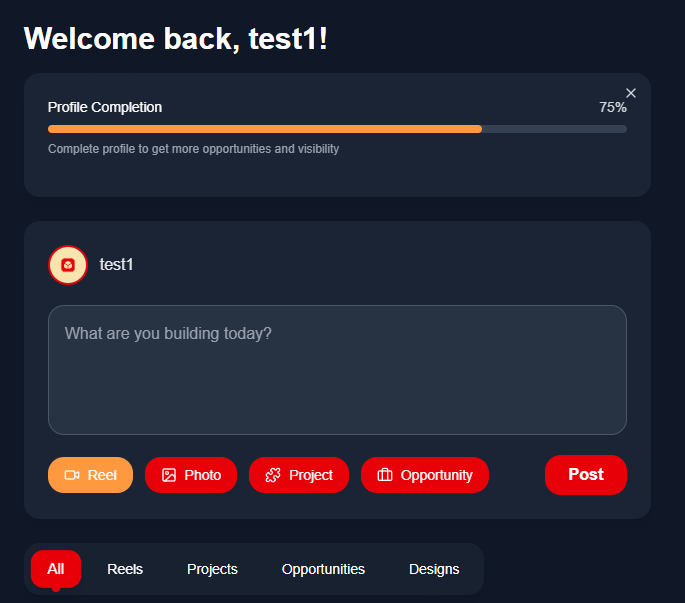 Welcome back, test1!
Profile Completion 75%
Complete profile to get more opportunities and visibility
test1
What are you building today?
Reel Photo Project Opportunity Post
All Reels Projects Opportunities Designs